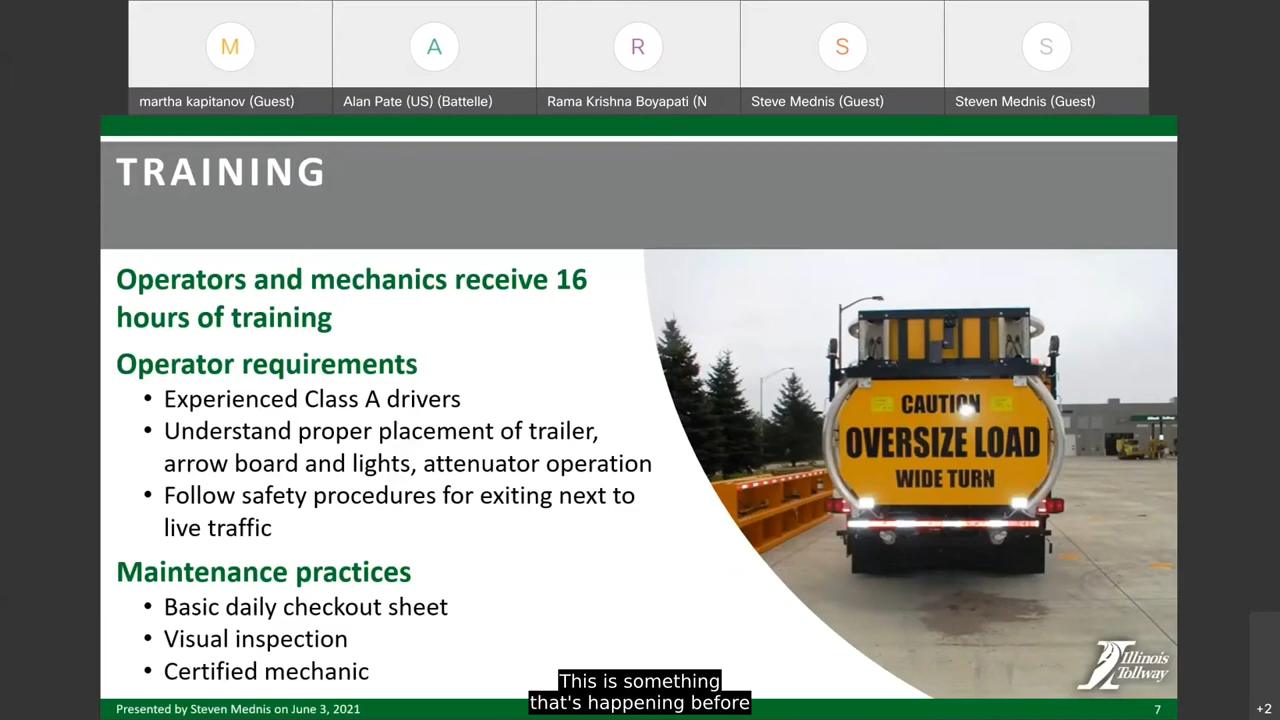 M
A
R
S
S
martha kapitanov (Guest)
Alan Pate (US) (Battelle)
Rama Krishna Boyapati (N
Steve Mednis (Guest)
Steven Mednis (Guest)
TRAINING
Operators and mechanics receive 16
hours of training
Operator requirements
• Experienced Class A drivers
• Understand proper placement of trailer,
arrow board and lights, attenuator operation
• Follow safety procedures for exiting next to
live traffic
Maintenance practices
• Basic daily checkout sheet
• Visual inspection
• Certified mechanic
CAUTION
OVERSIZE LOAD
WIDE TURN
Illinois
Tollway
This is something
that's happening before
Presented by Steven Mednis on June 3, 2021
7
+2